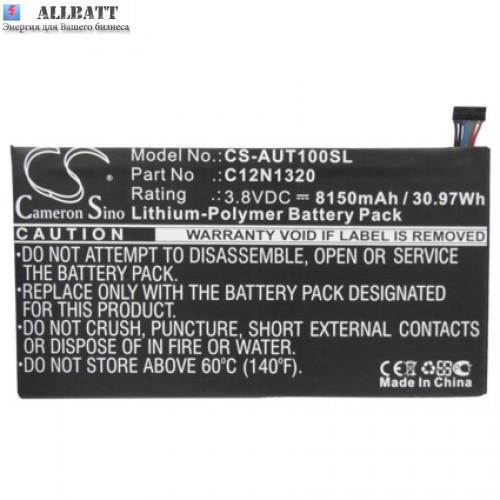 ALLBATT
Энергия для Вашего бизнеса
CS
Cameron Sino
Model No.: CS-AUT100SL
Part No : C12N1320
Rating : 3.8VDC ⎓ 8150mAh / 30.97Wh
Lithium-Polymer Battery Pack
CAUTION WARRANTY VOID IF LABEL IS REMOVED
•DO NOT ATTEMPT TO DISASSEMBLE, OPEN OR SERVICE
THE BATTERY PACK.
•REPLACE ONLY WITH THE SAME TYPE BATTERY PACK
DESIGNATED FOR THIS PRODUCT.
•DO NOT CRUSH, PUNCTURE, SHORT EXTERNAL
CONTACTS, OR DISPOSE OF IN FIRE OR WATER.
•DO NOT STORE ABOVE 60°C (140°F)
CE
Made In China